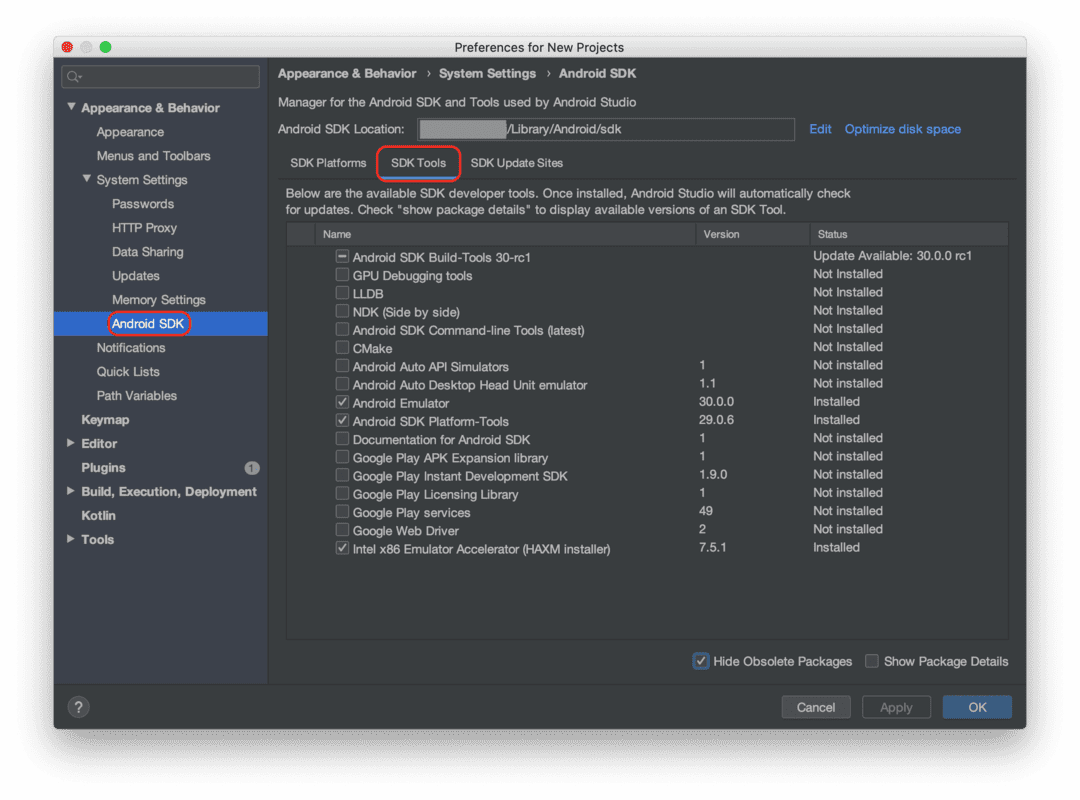 Preferences for New Projects
Appearance & Behavior
Appearance
Menus and Toolbars
System Settings
Passwords
HTTP Proxy
Data Sharing
Updates
Memory Settings
Android SDK
Notifications
Quick Lists
Path Variables
Keymap
Editor
Plugins 1
Build, Execution, Deployment
Kotlin
Tools
Appearance & Behavior › System Settings › Android SDK
Manager for the Android SDK and Tools used by Android Studio
Android SDK Location: /Library/Android/sdk Edit Optimize disk space
SDK Platforms SDK Tools SDK Update Sites
Below are the available SDK developer tools. Once installed, Android Studio will automatically check
for updates. Check "show package details" to display available versions of an SDK Tool.
Name Version Status
Android SDK Build-Tools 30-rc1 Update Available: 30.0.0 rc1
GPU Debugging tools Not Installed
LLDB Not Installed
NDK (Side by side) Not Installed
Android SDK Command-line Tools (latest) Not Installed
CMake Not Installed
Android Auto API Simulators 1 Not installed
Android Auto Desktop Head Unit emulator 1.1 Not installed
Android Emulator 30.0.0 Installed
Android SDK Platform-Tools 29.0.6 Installed
Documentation for Android SDK 1 Not installed
Google Play APK Expansion library 1 Not installed
Google Play Instant Development SDK 1.9.0 Not installed
Google Play Licensing Library 1 Not installed
Google Play services 49 Not installed
Google Web Driver 2 Not installed
Intel x86 Emulator Accelerator (HAXM installer) 7.5.1 Installed
Hide Obsolete Packages Show Package Details
? Cancel Apply OK